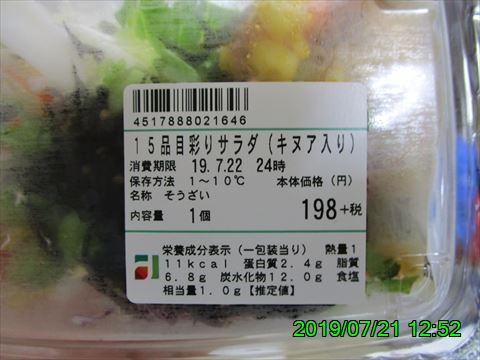 4517888021646
15品目彩りサラダ(キヌア入り)
消費期限 19.7.22 24時
保存方法 1～10℃ 本体価格(円)
名称 そうざい
内容量 1個 198+税
栄養成分表示(一包装当り) 熱量1
11kcal 蛋白質2.4g 脂質
6.8g 炭水化物12.0g 食塩
相当量1.0g【推定値】
2019/07/21 12:52